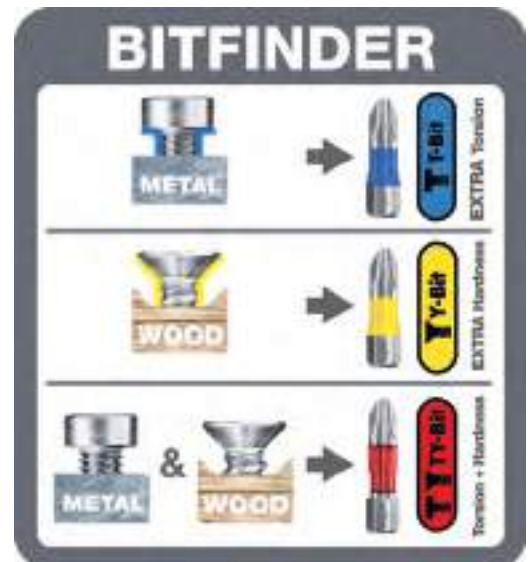 BITFINDER
METAL
T-Bit
EXTRA Torsion
WOOD
Y-Bit
EXTRA Hardness
METAL
&
WOOD
TY-Bit
Torsion + Hardness